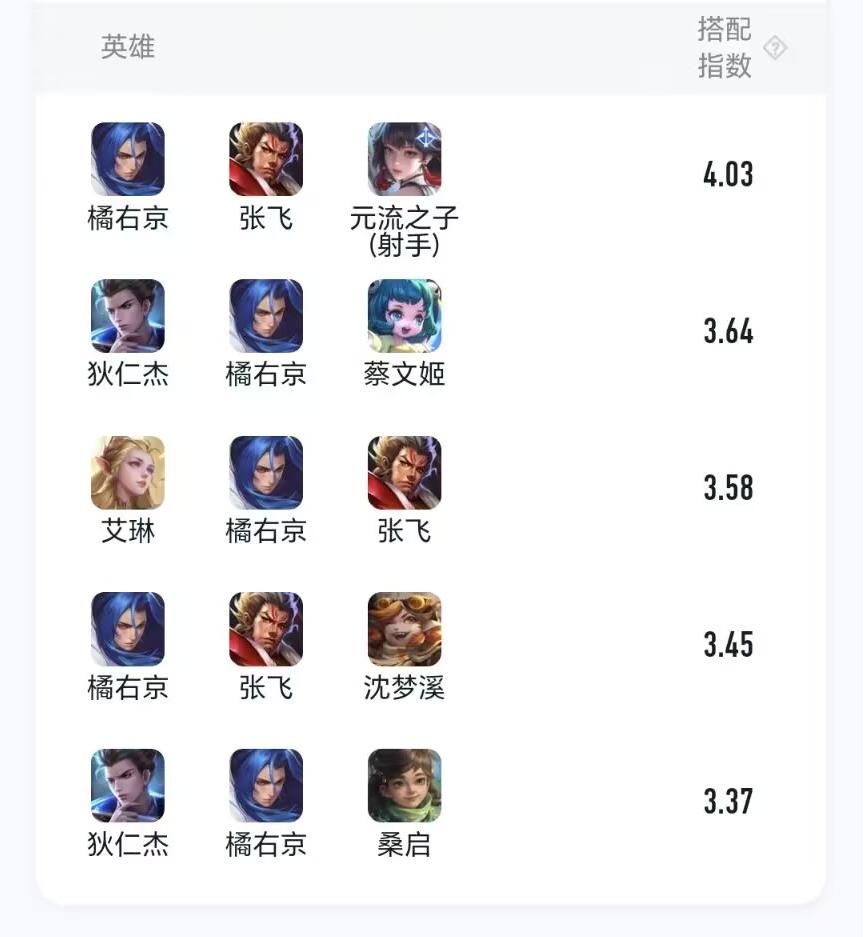 英雄
搭配
指数
橘右京 张飞 元流之子
(射手)
4.03
狄仁杰 橘右京 蔡文姬
3.64
艾琳 橘右京 张飞
3.58
橘右京 张飞 沈梦溪
3.45
狄仁杰 橘右京 桑启
3.37